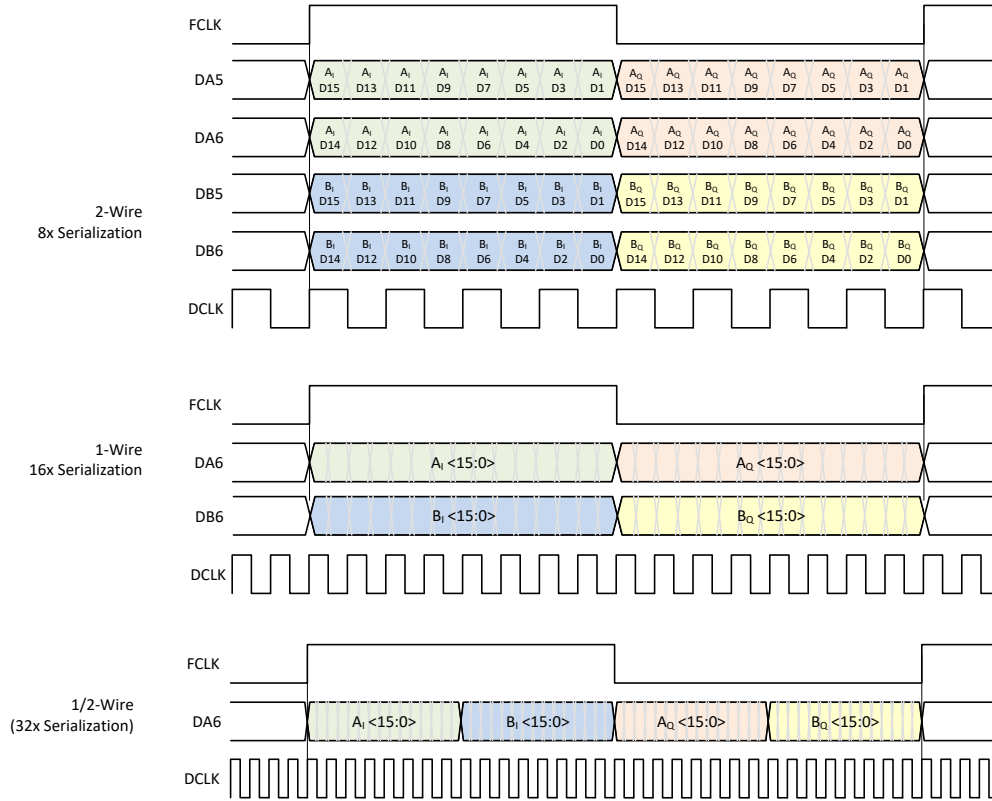 FCLK
DA5
A_I A_I A_I A_I A_I A_I A_I A_I A_Q A_Q A_Q A_Q A_Q A_Q A_Q A_Q
D15 D13 D11 D9 D7 D5 D3 D1 D15 D13 D11 D9 D7 D5 D3 D1
DA6
A_I A_I A_I A_I A_I A_I A_I A_I A_Q A_Q A_Q A_Q A_Q A_Q A_Q A_Q
D14 D12 D10 D8 D6 D4 D2 D0 D14 D12 D10 D8 D6 D4 D2 D0
2-Wire
8x Serialization
DB5
B_I B_I B_I B_I B_I B_I B_I B_I B_Q B_Q B_Q B_Q B_Q B_Q B_Q B_Q
D15 D13 D11 D9 D7 D5 D3 D1 D15 D13 D11 D9 D7 D5 D3 D1
DB6
B_I B_I B_I B_I B_I B_I B_I B_I B_Q B_Q B_Q B_Q B_Q B_Q B_Q B_Q
D14 D12 D10 D8 D6 D4 D2 D0 D14 D12 D10 D8 D6 D4 D2 D0
DCLK
FCLK
1-Wire
16x Serialization
DA6 A_I <15:0> A_Q <15:0>
DB6 B_I <15:0> B_Q <15:0>
DCLK
FCLK
1/2-Wire
(32x Serialization)
DA6 A_I <15:0> B_I <15:0> A_Q <15:0> B_Q <15:0>
DCLK